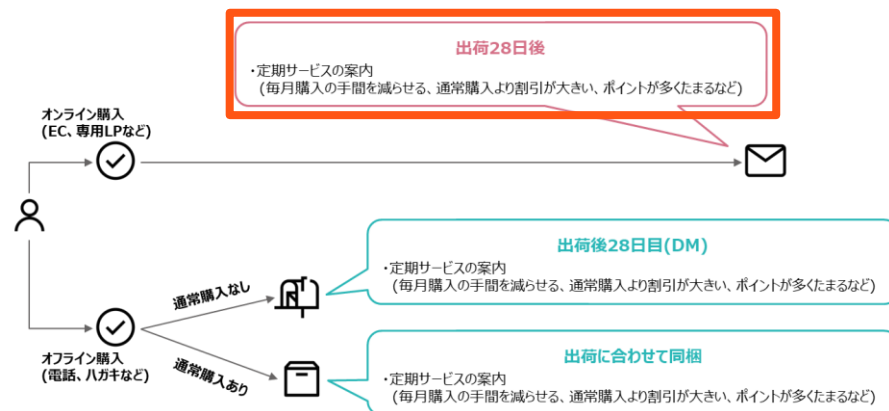 出荷28日後
・定期サービスの案内
(毎月購入の手間を減らせる、通常購入より割引が大きい、ポイントが多くたまるなど)
オンライン購入
(EC、専用LPなど)
出荷後28日目(DM)
・定期サービスの案内
(毎月購入の手間を減らせる、通常購入より割引が大きい、ポイントが多くたまるなど)
通常購入なし
オフライン購入
(電話、ハガキなど)
通常購入あり
出荷に合わせて同梱
・定期サービスの案内
(毎月購入の手間を減らせる、通常購入より割引が大きい、ポイントが多くたまるなど)